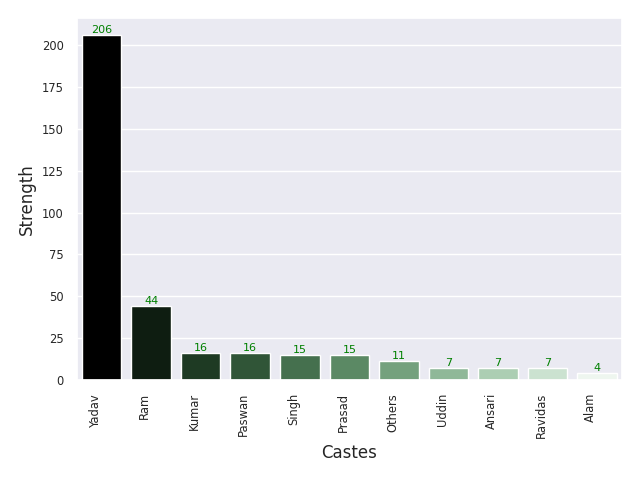 206
200
175
150
125
100
75
50
25
0
Strength
44
16
16
15
15
11
7
7
7
4
Yadav
Ram
Kumar
Paswan
Singh
Prasad
Others
Uddin
Ansari
Ravidas
Alam
Castes